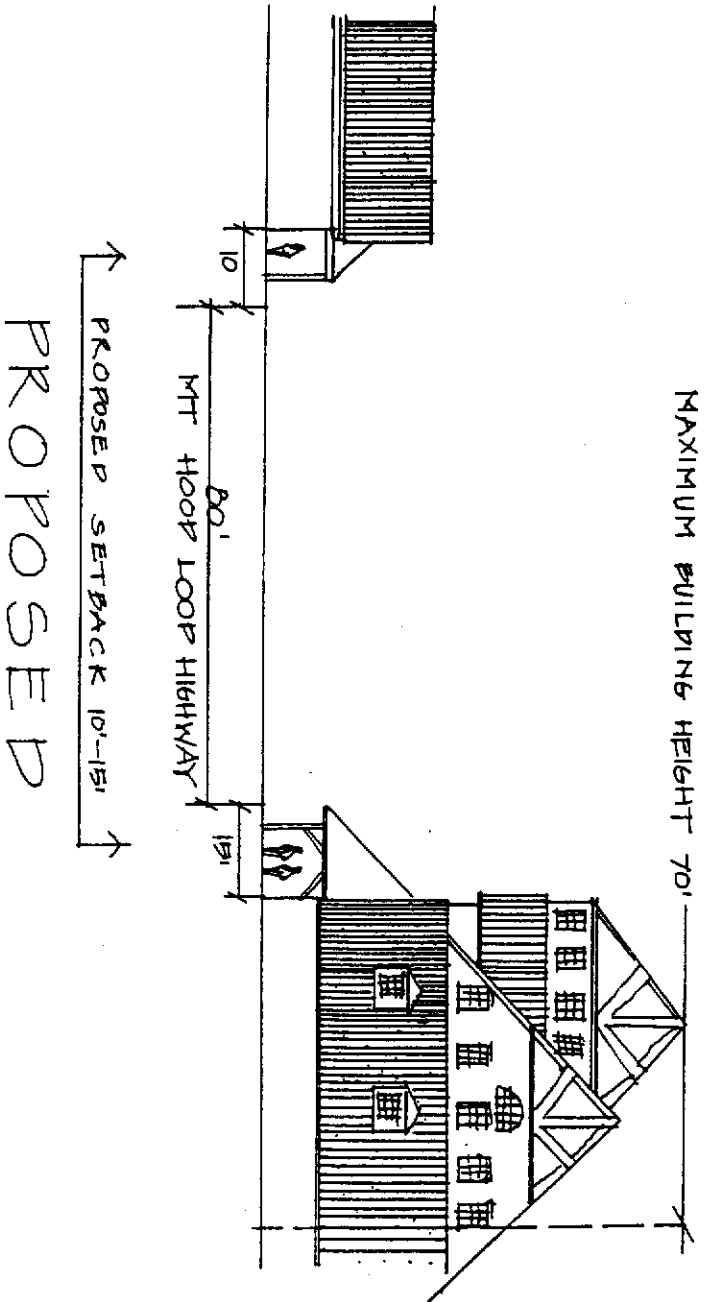 MAXIMUM BUILDING HEIGHT 70'
10
80'
MT HOOD LOOP HIGHWAY
15'
PROPOSED SETBACK 10'-15'
PROPOSED